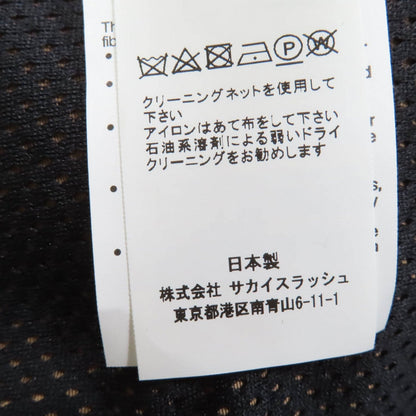 Th
fib
P
W
クリーニングネットを使用して
下さい
アイロンはあて布をして下さい
石油系溶剤による弱いドライ
クリーニングをお勧めします
日本製
株式会社 サカイスラッシュ
東京都港区南青山6-11-1